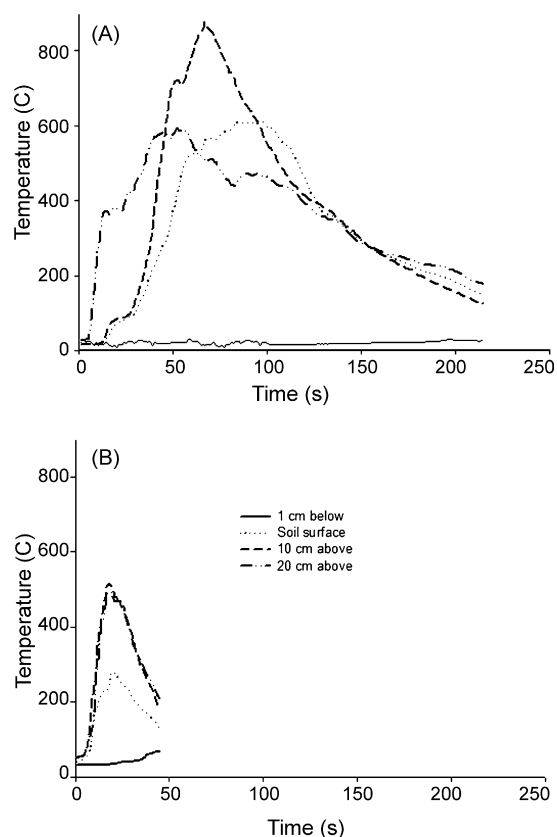 (A)
Temperature (C)
800
600
400
200
0
0 50 100 150 200 250
Time (s)
(B)
Temperature (C)
800
600
400
200
0
1 cm below
Soil surface
10 cm above
20 cm above
0 50 100 150 200 250
Time (s)